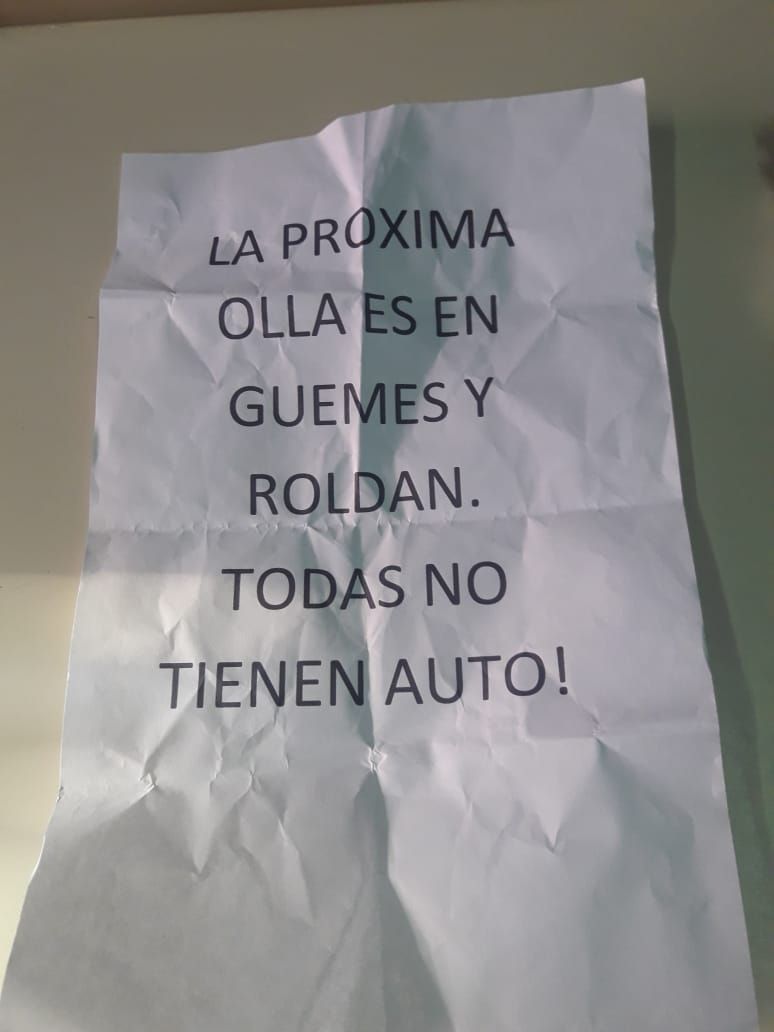 LA PROXIMA
OLLA ES EN
GUEMES Y
ROLDAN.
TODAS NO
TIENEN AUTO!